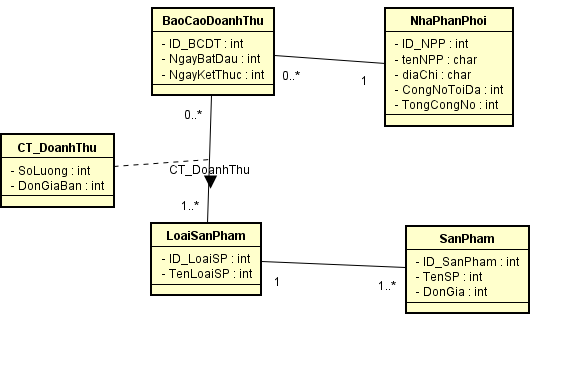 BaoCaoDoanhThu
- ID_BCDT : int
- NgayBatDau : int
- NgayKetThuc : int
NhaPhanPhoi
- ID_NPP : int
- tenNPP : char
- diaChi : char
- CongNoToiDa : int
- TongCongNo : int
0..*
1
0..*
CT_DoanhThu
- SoLuong : int
- DonGiaBan : int
CT_DoanhThu
1..*
LoaiSanPham
- ID_LoaiSP : int
- TenLoaiSP : int
SanPham
- ID_SanPham : int
- TenSP : int
- DonGia : int
1
1..*